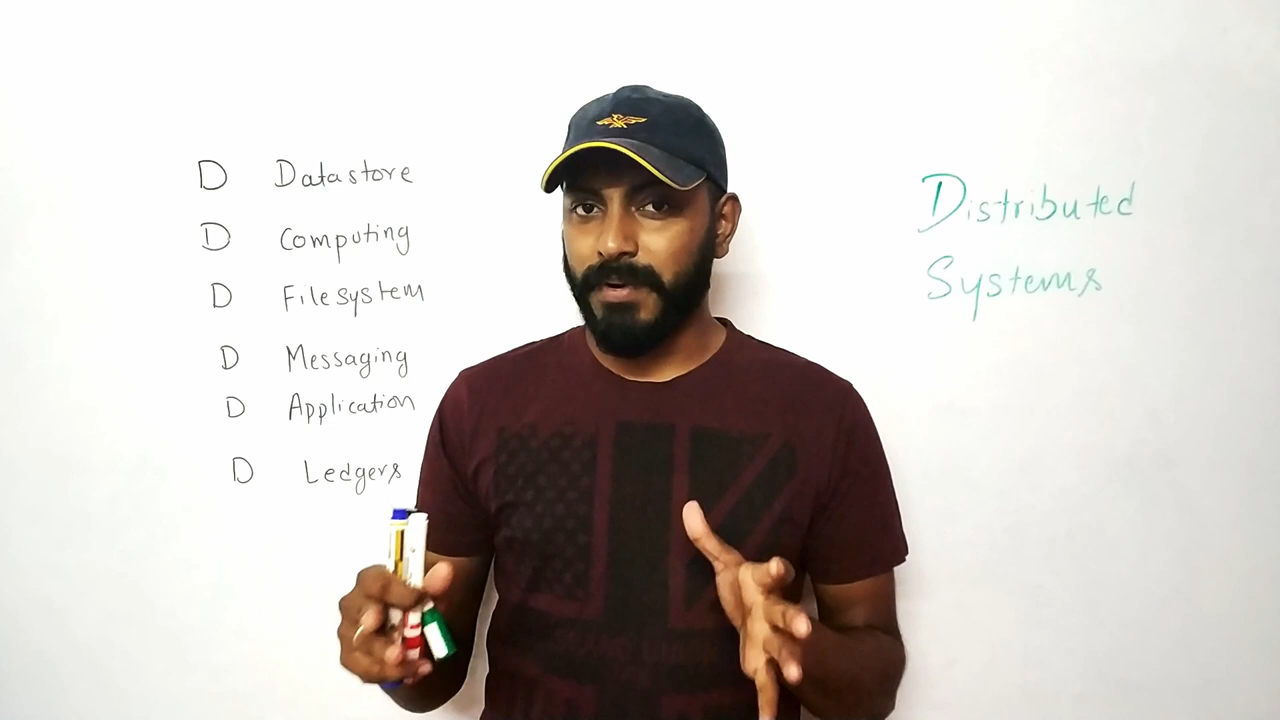 D Datastore
D Computing
D Filesystem
D Messaging
D Application
D Ledgers
Distributed
Systems